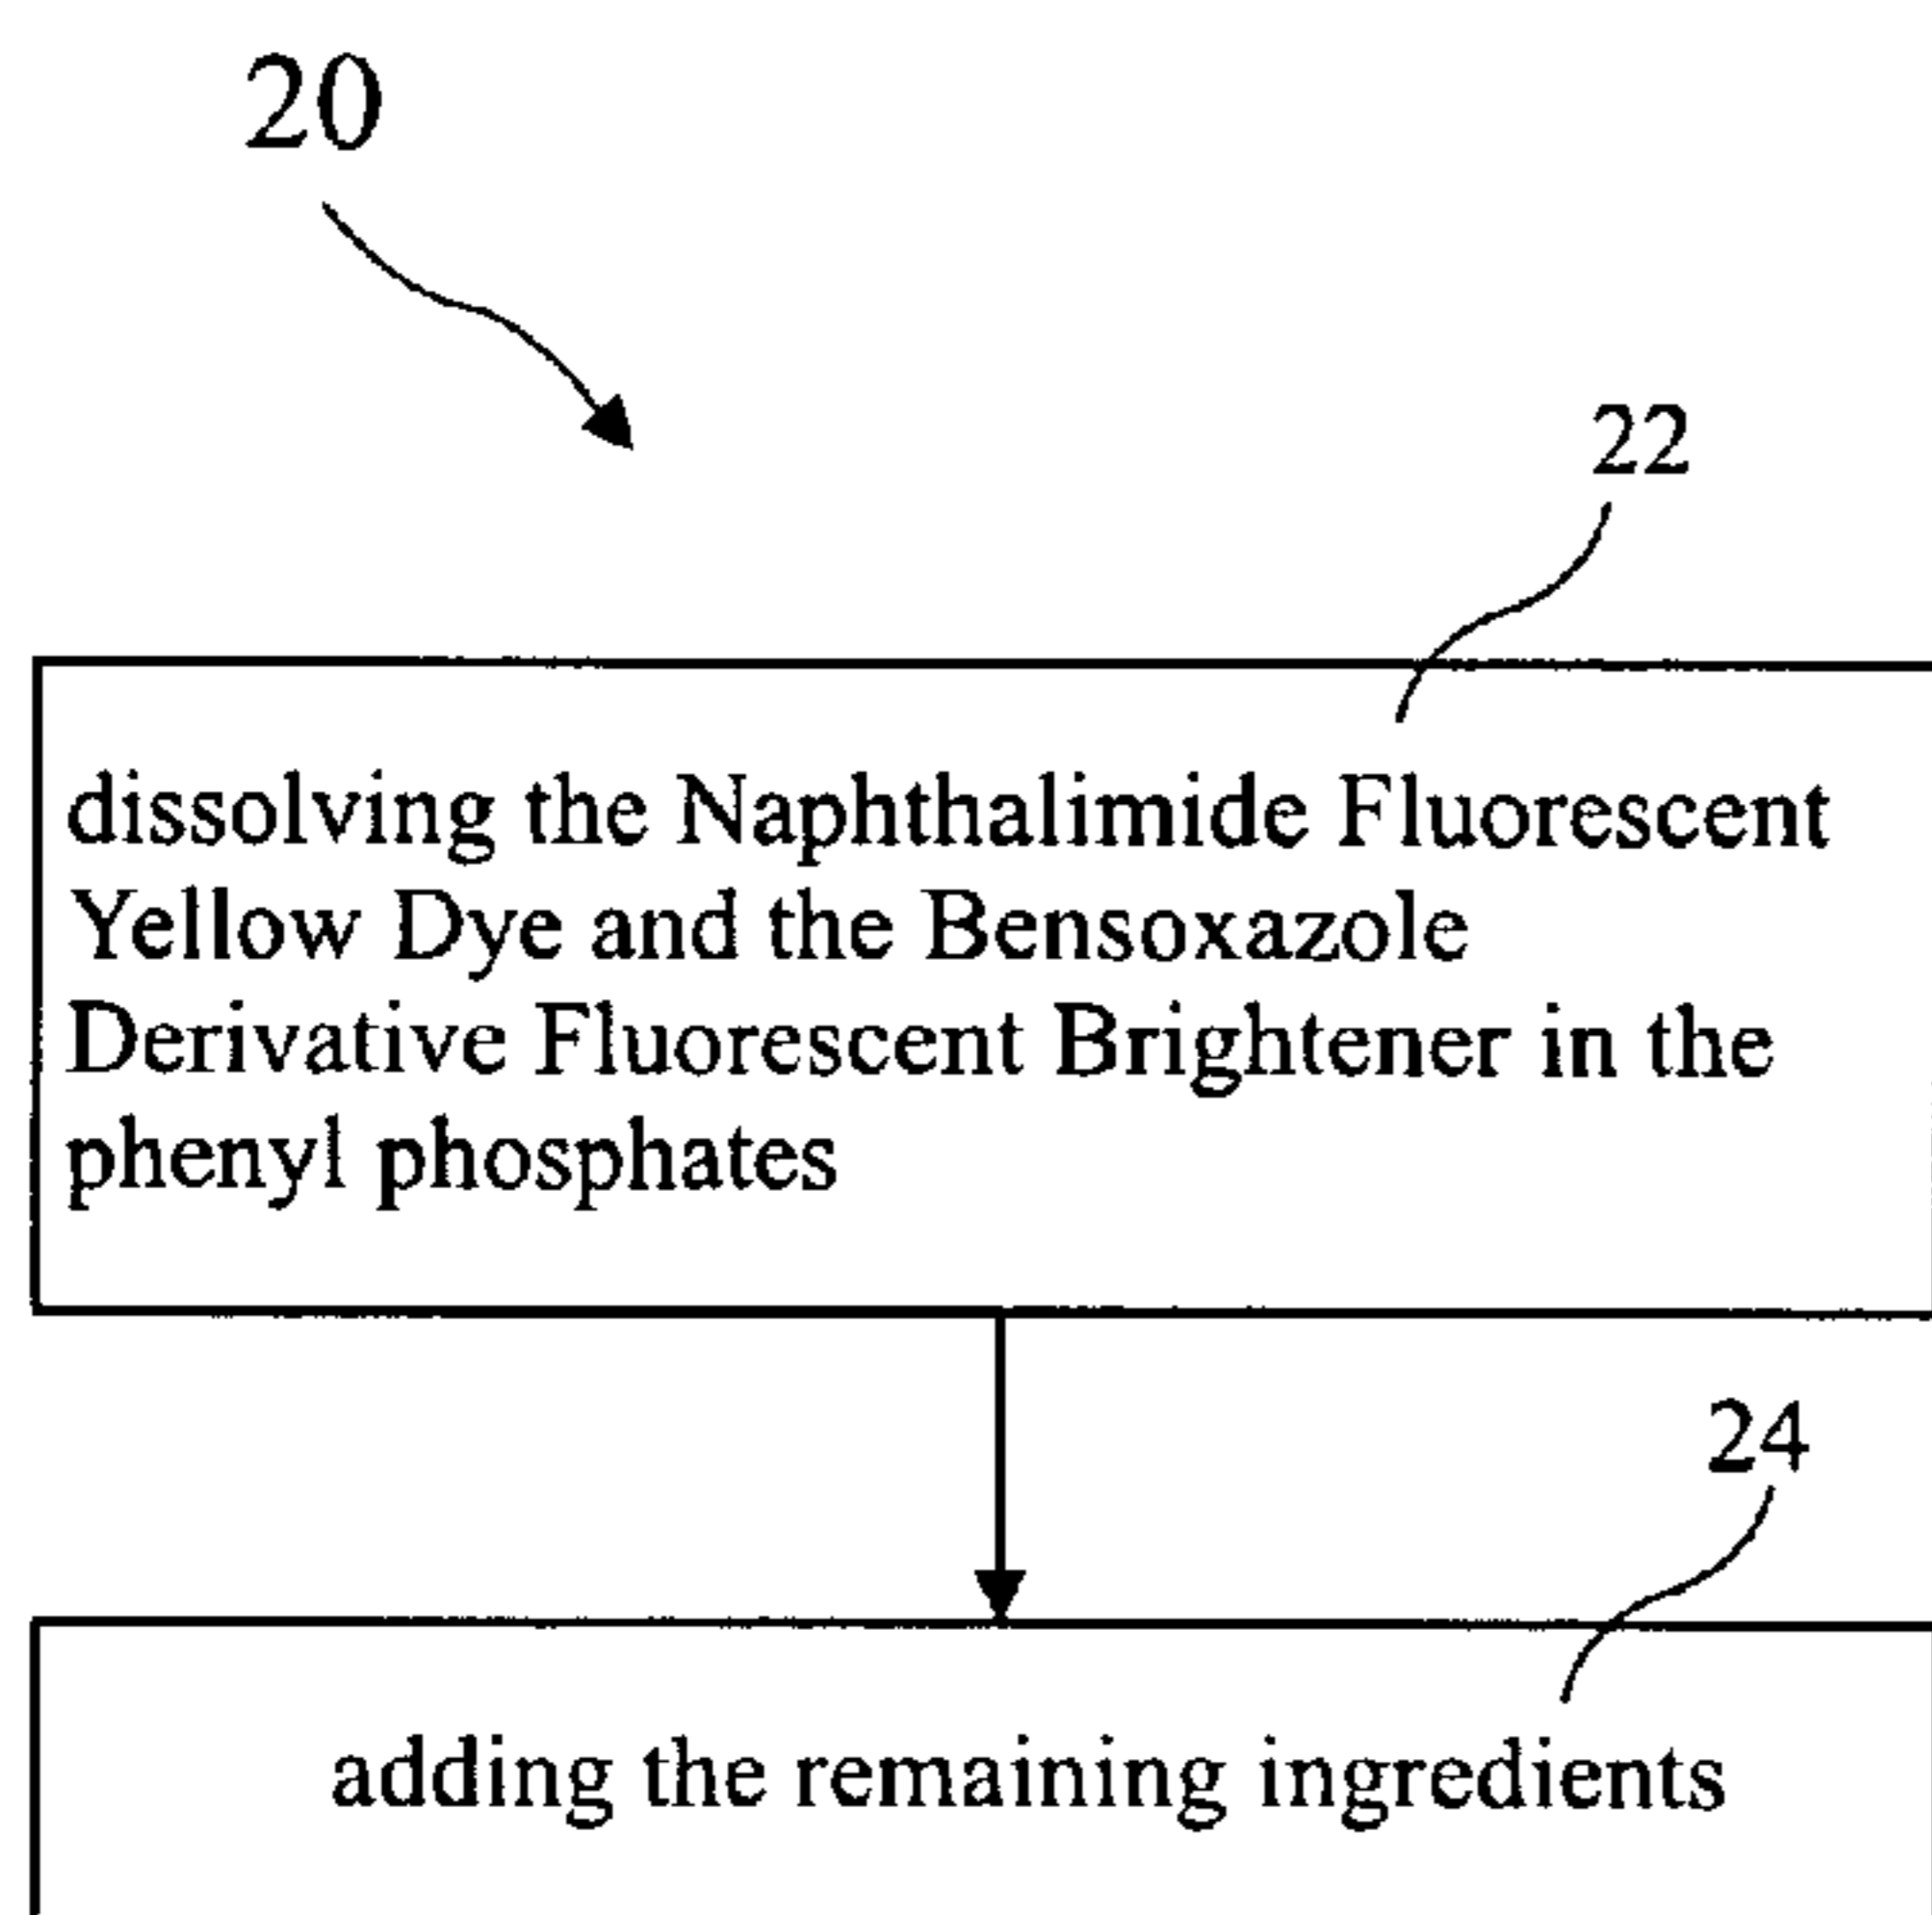 20
22
dissolving the Naphthalimide Fluorescent
Yellow Dye and the Bensoxazole
Derivative Fluorescent Brightener in the
phenyl phosphates
24
adding the remaining ingredients